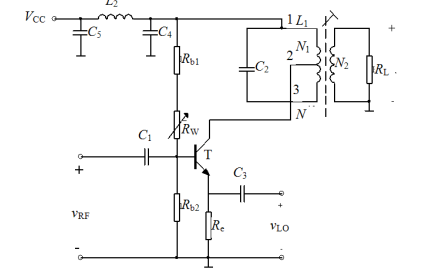 L2
VCC
C5
C4
1 L1
Rb1
N1
2
C2
N2
RL
+
3
-
RW
N
C1
T
+
C3
Rb2
+
vRF
Re
vLO
-
-